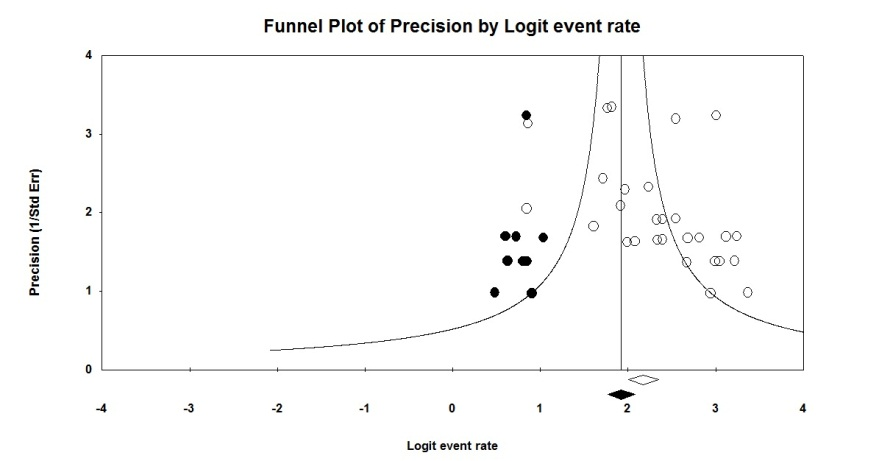 Funnel Plot of Precision by Logit event rate
4
3
2
1
0
Precision (1/Std Err)
-4 -3 -2 -1 0 1 2 3 4
Logit event rate